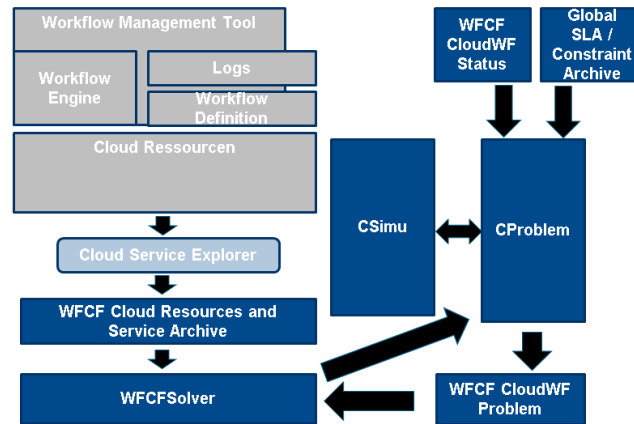 Workflow Management Tool
Workflow
Engine
Logs
Workflow
Definition
Cloud Ressourcen
Cloud Service Explorer
WFCF Cloud Resources and
Service Archive
WFCFSolver
WFCF
CloudWF
Status
Global
SLA /
Constraint
Archive
CSimu
CProblem
WFCF CloudWF
Problem